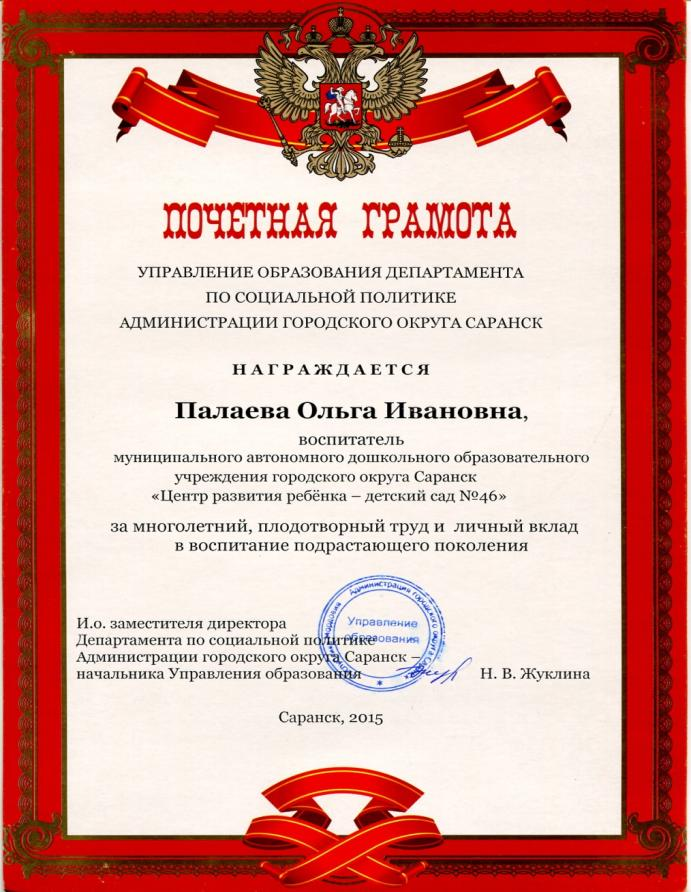 ПОЧЕТНАЯ ГРАМОТА
УПРАВЛЕНИЕ ОБРАЗОВАНИЯ ДЕПАРТАМЕНТА
ПО СОЦИАЛЬНОЙ ПОЛИТИКЕ
АДМИНИСТРАЦИИ ГОРОДСКОГО ОКРУГА САРАНСК
НАГРАЖДАЕТСЯ
Палаева Ольга Ивановна,
воспитатель
муниципального автономного дошкольного образовательного
учреждения городского округа Саранск
«Центр развития ребёнка – детский сад №46»
за многолетний, плодотворный труд и личный вклад
в воспитание подрастающего поколения
Администрация городского округа Саранск
Управление
образования
И.о. заместителя директора
Департамента по социальной политике
Администрации городского округа Саранск –
начальника Управления образования
Н. В. Жуклина
Саранск, 2015